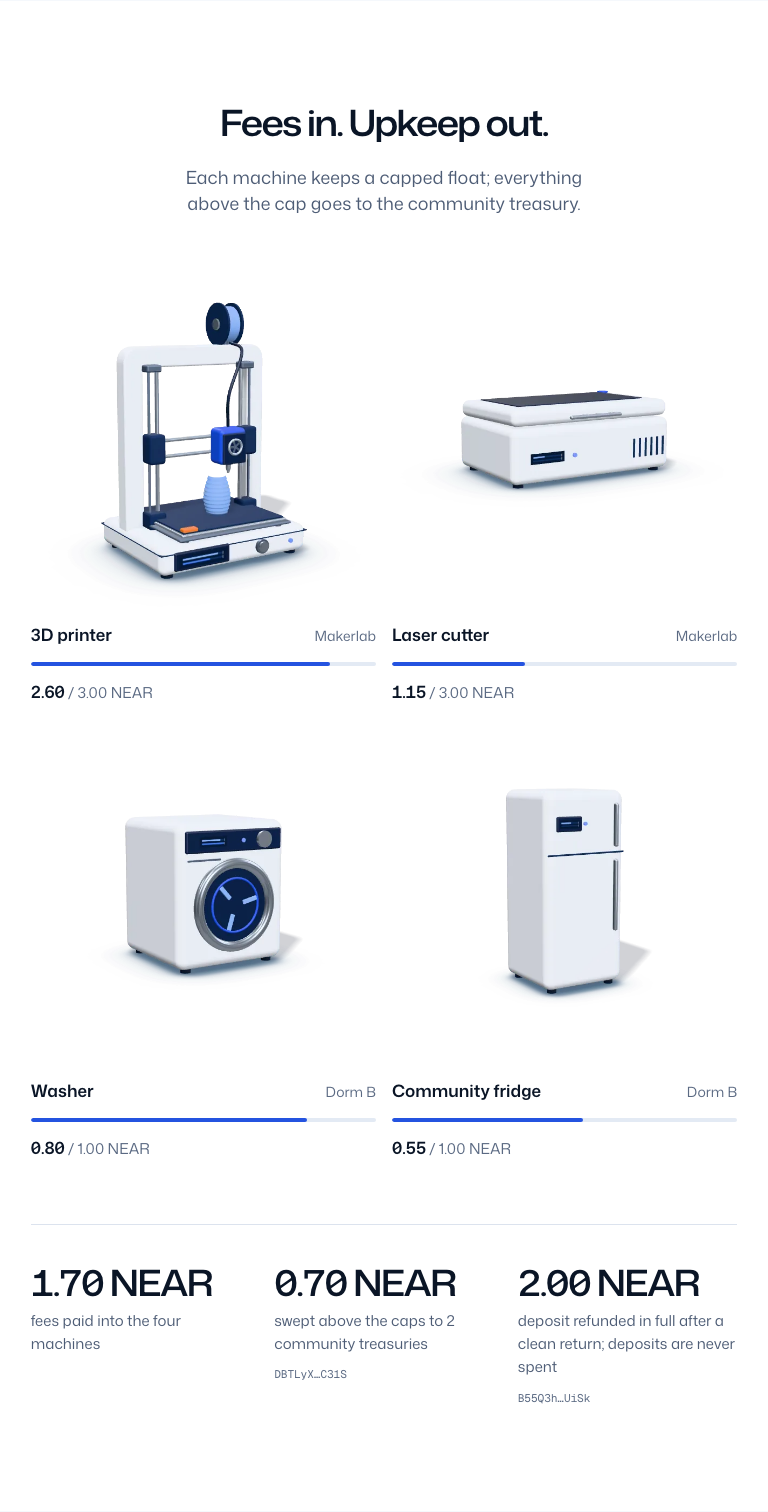 Fees in. Upkeep out.
Each machine keeps a capped float; everything
above the cap goes to the community treasury.
3D printer
Makerlab
2.60 / 3.00 NEAR
Laser cutter
Makerlab
1.15 / 3.00 NEAR
Washer
Dorm B
0.80 / 1.00 NEAR
Community fridge
Dorm B
0.55 / 1.00 NEAR
1.70 NEAR
fees paid into the four
machines
0.70 NEAR
swept above the caps to 2
community treasuries
DBTLyX…C31S
2.00 NEAR
deposit refunded in full after a
clean return; deposits are never
spent
B55Q3h…UiSk